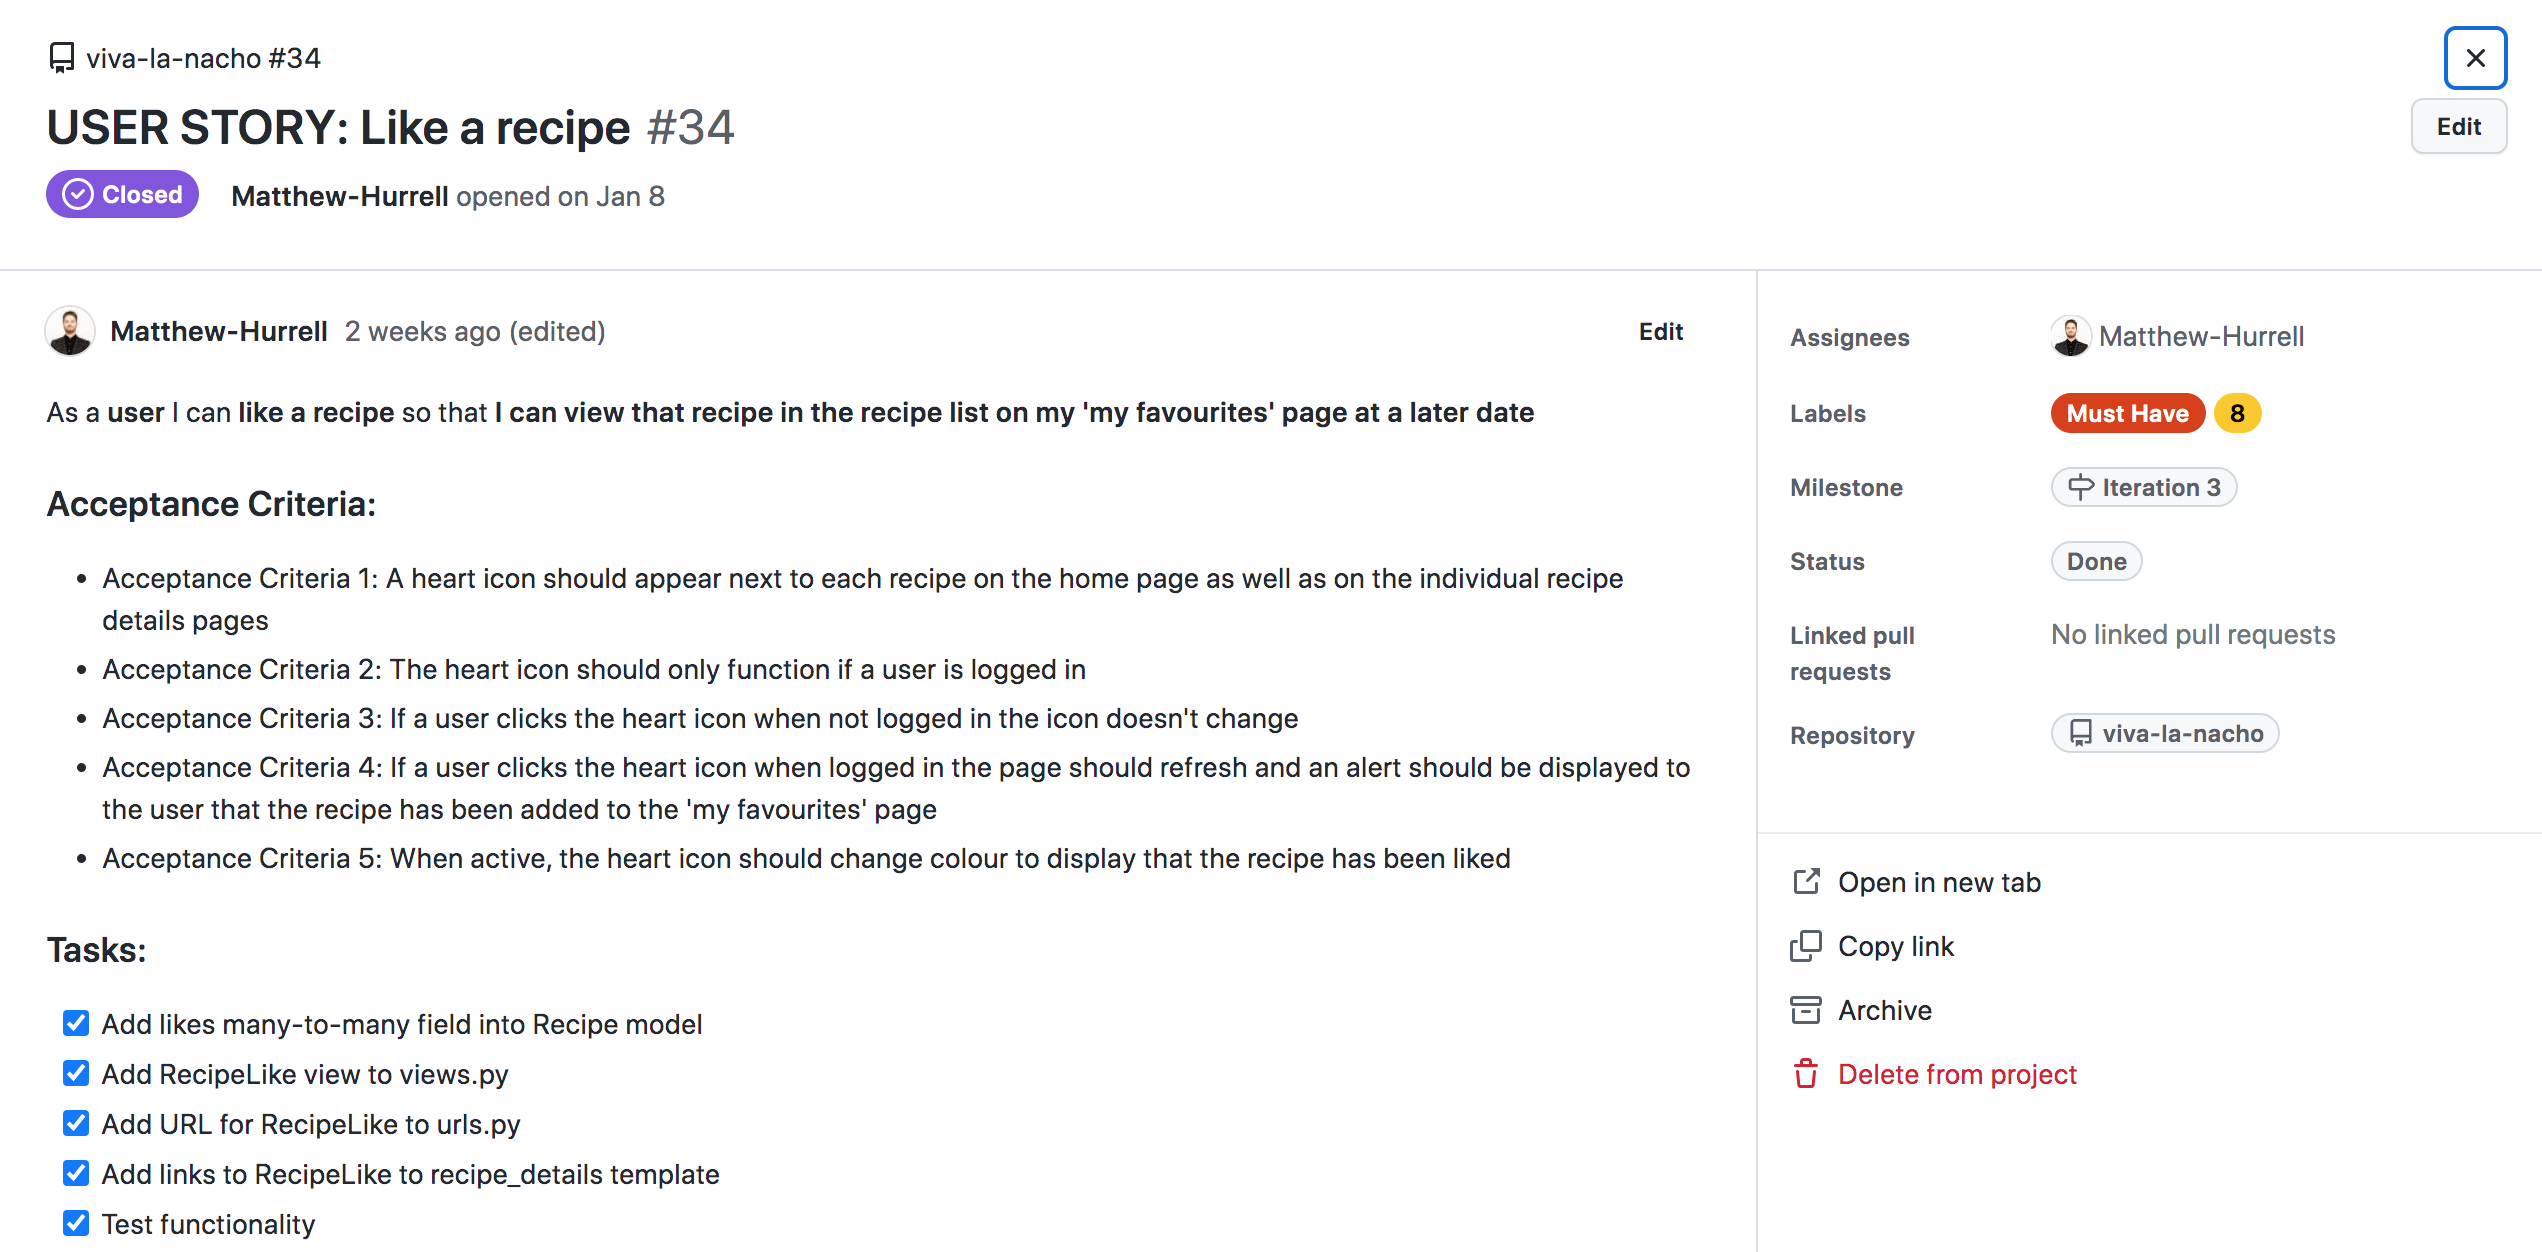 viva-la-nacho #34
USER STORY: Like a recipe #34
Edit
Closed
Matthew-Hurrell opened on Jan 8
Matthew-Hurrell 2 weeks ago (edited)
Edit
As a user I can like a recipe so that I can view that recipe in the recipe list on my 'my favourites' page at a later date
Acceptance Criteria:
• Acceptance Criteria 1: A heart icon should appear next to each recipe on the home page as well as on the individual recipe
details pages
• Acceptance Criteria 2: The heart icon should only function if a user is logged in
• Acceptance Criteria 3: If a user clicks the heart icon when not logged in the icon doesn't change
• Acceptance Criteria 4: If a user clicks the heart icon when logged in the page should refresh and an alert should be displayed to
the user that the recipe has been added to the 'my favourites' page
• Acceptance Criteria 5: When active, the heart icon should change colour to display that the recipe has been liked
Tasks:
Add likes many-to-many field into Recipe model
Add RecipeLike view to views.py
Add URL for RecipeLike to urls.py
Add links to RecipeLike to recipe_details template
Test functionality
Assignees
Matthew-Hurrell
Labels
Must Have 8
Milestone
Iteration 3
Status
Done
Linked pull
requests
No linked pull requests
Repository
viva-la-nacho
Open in new tab
Copy link
Archive
Delete from project